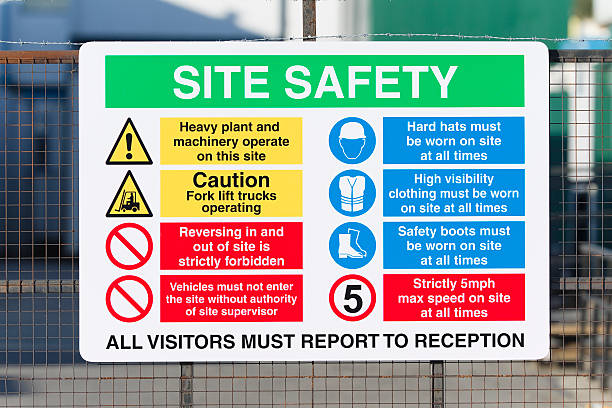 SITE SAFETY
Heavy plant and
machinery operate
on this site
Caution
Fork lift trucks
operating
Reversing in and
out of site is
strictly forbidden
Vehicles must not enter
the site without authority
of site supervisor
Hard hats must
be worn on site
at all times
High visibility
clothing must be worn
on site at all times
Safety boots must
be worn on site
at all times
5
Strictly 5mph
max speed on site
at all times
ALL VISITORS MUST REPORT TO RECEPTION